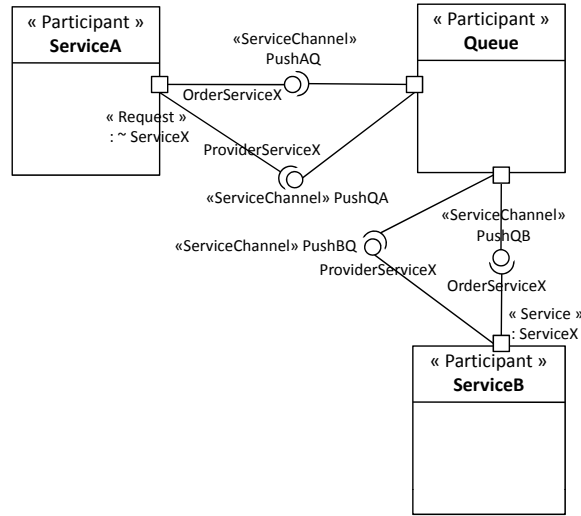 « Participant »
ServiceA
« Participant »
Queue
«ServiceChannel»
PushAQ
OrderServiceX
« Request »
: ~ ServiceX
ProviderServiceX
«ServiceChannel» PushQA
«ServiceChannel»
PushQB
«ServiceChannel» PushBQ
ProviderServiceX
OrderServiceX
« Service »
: ServiceX
« Participant »
ServiceB